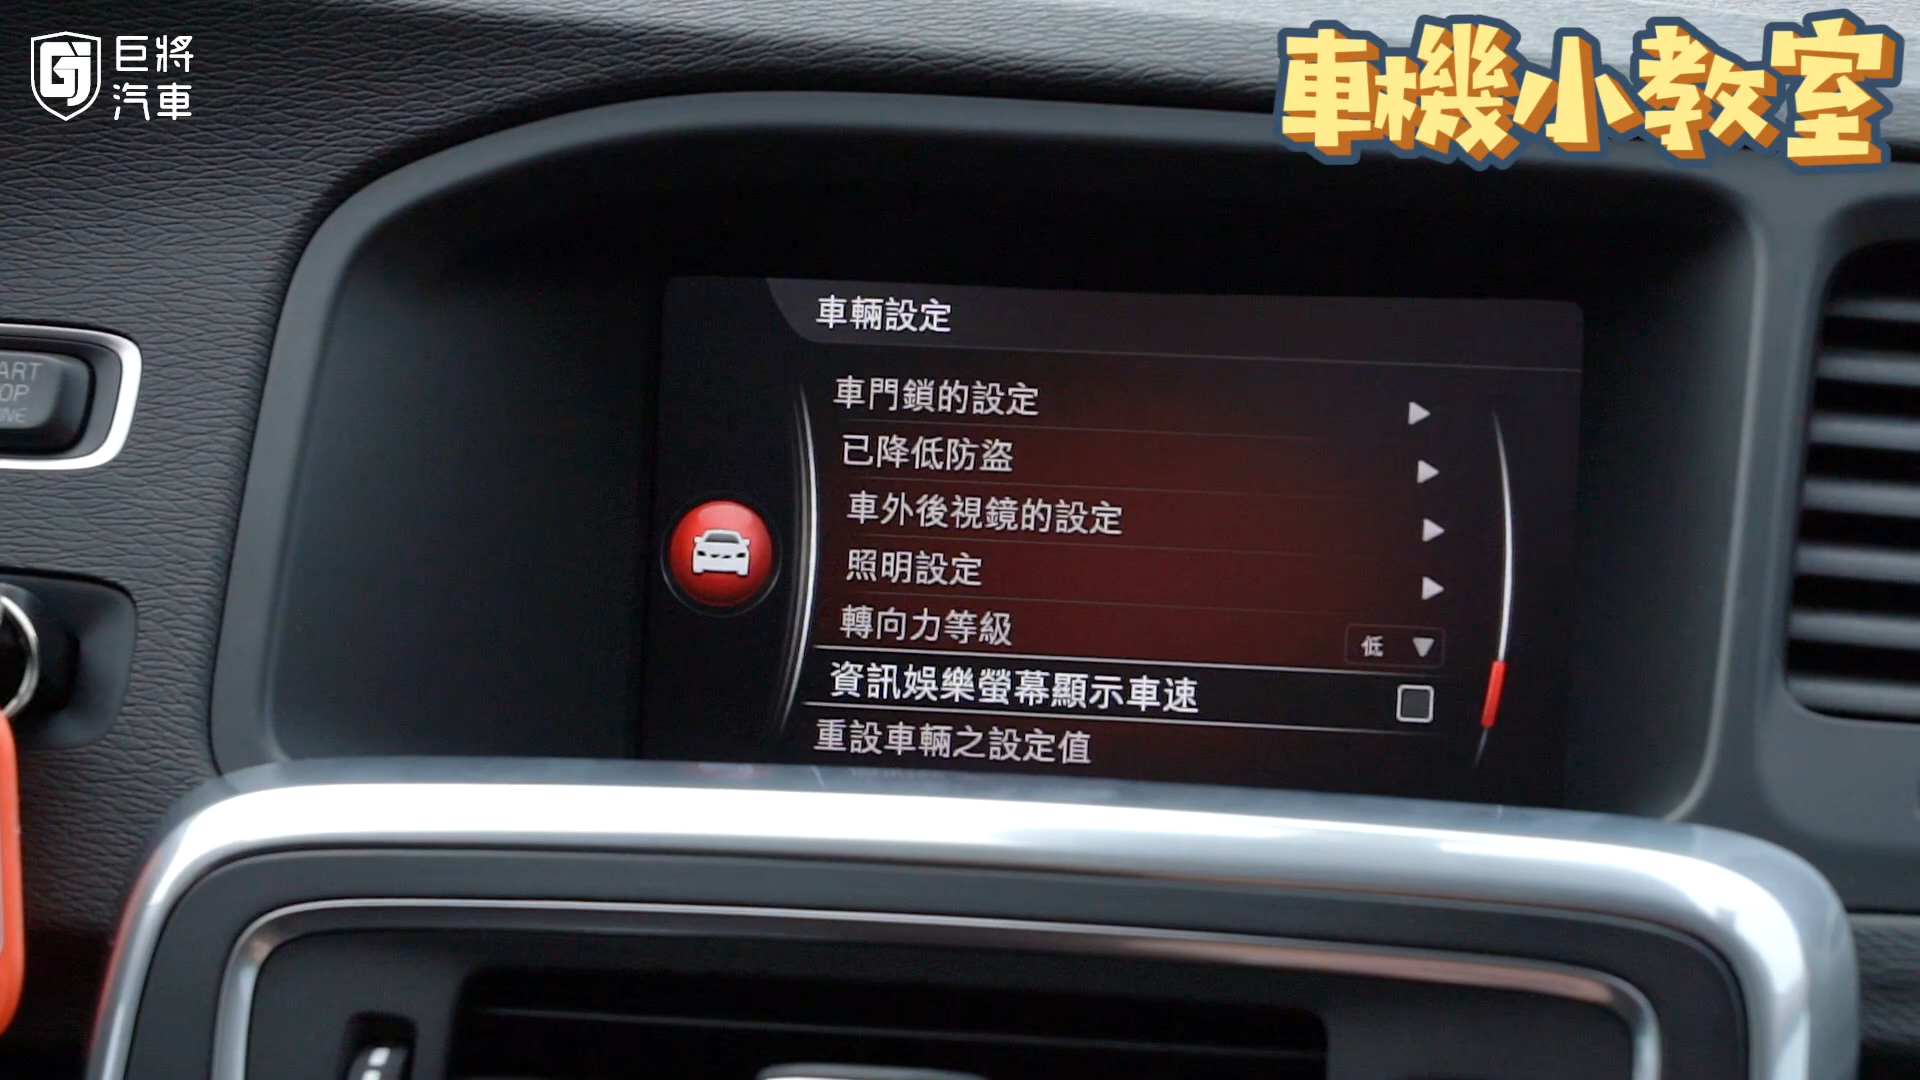 巨將
汽車
車機小教室
車輛設定
車門鎖的設定
已降低防盜
車外後視鏡的設定
照明設定
轉向力等級
低
資訊娛樂螢幕顯示車速
重設車輛之設定值
ART
OP
INE